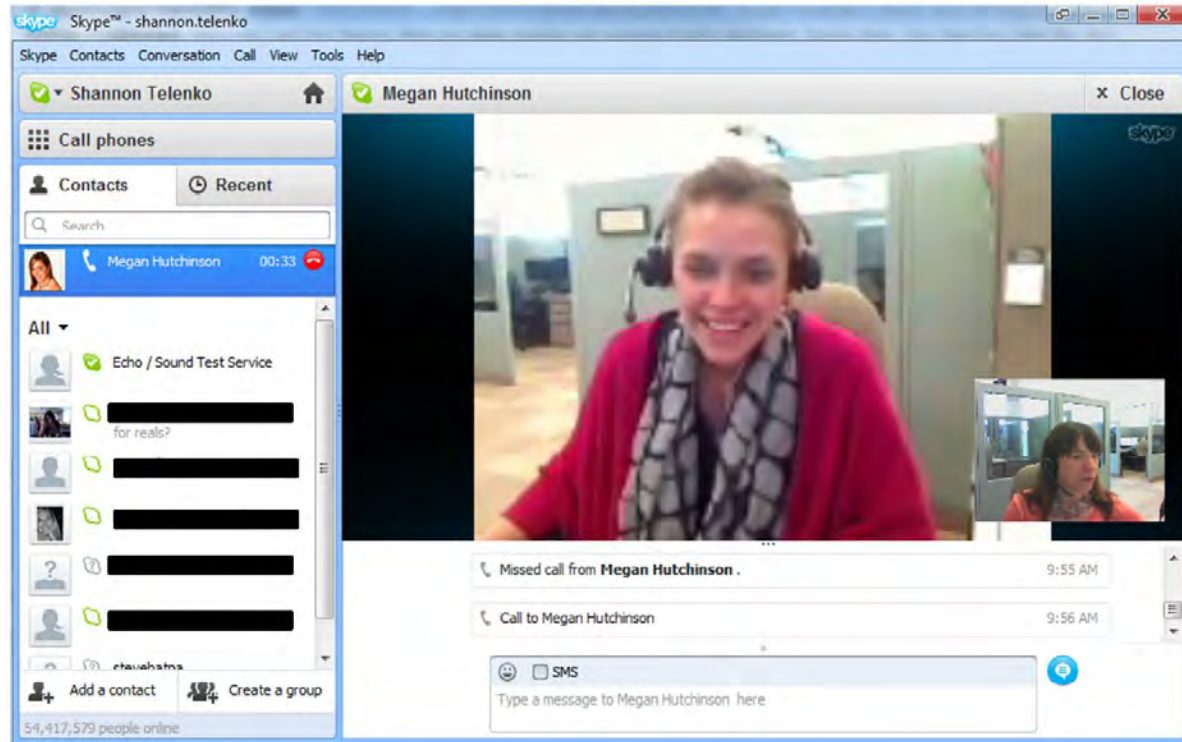 skype Skype™ - shannon.telenko
Skype Contacts Conversation Call View Tools Help
Shannon Telenko
Call phones
Contacts Recent
Search
Megan Hutchinson 00:33
All
Echo / Sound Test Service
for reals?
stevehatna
Add a contact Create a group
54,417,579 people online
Megan Hutchinson x Close
skype
Missed call from Megan Hutchinson . 9:55 AM
Call to Megan Hutchinson 9:56 AM
SMS
Type a message to Megan Hutchinson here